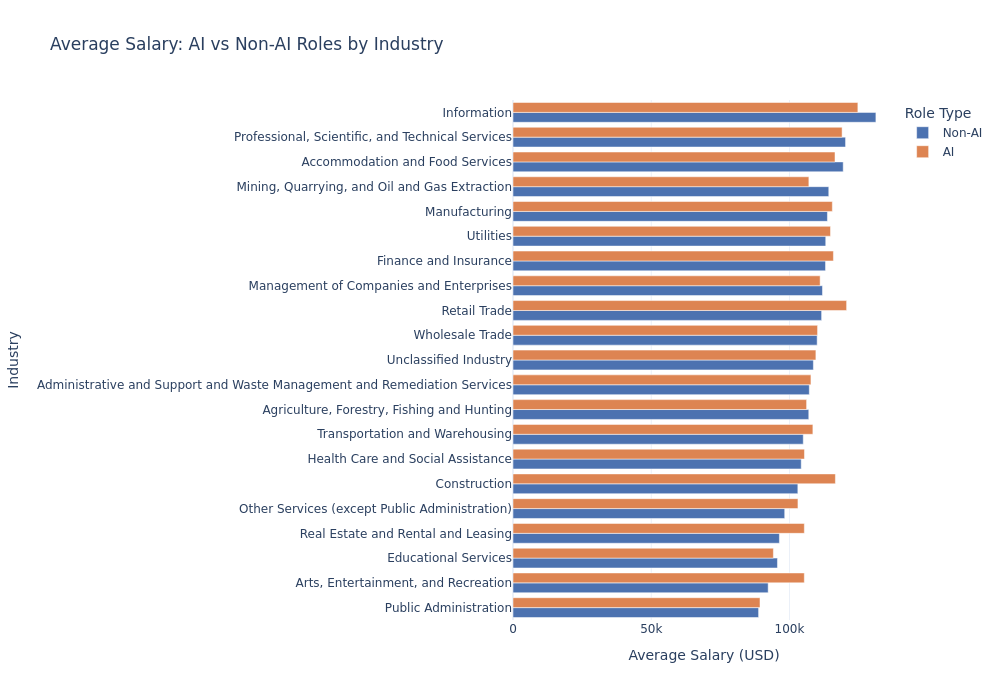 Average Salary: AI vs Non-AI Roles by Industry
Role Type
Non-AI
AI
Industry
Information
Professional, Scientific, and Technical Services
Accommodation and Food Services
Mining, Quarrying, and Oil and Gas Extraction
Manufacturing
Utilities
Finance and Insurance
Management of Companies and Enterprises
Retail Trade
Wholesale Trade
Unclassified Industry
Administrative and Support and Waste Management and Remediation Services
Agriculture, Forestry, Fishing and Hunting
Transportation and Warehousing
Health Care and Social Assistance
Construction
Other Services (except Public Administration)
Real Estate and Rental and Leasing
Educational Services
Arts, Entertainment, and Recreation
Public Administration
0 50k 100k
Average Salary (USD)